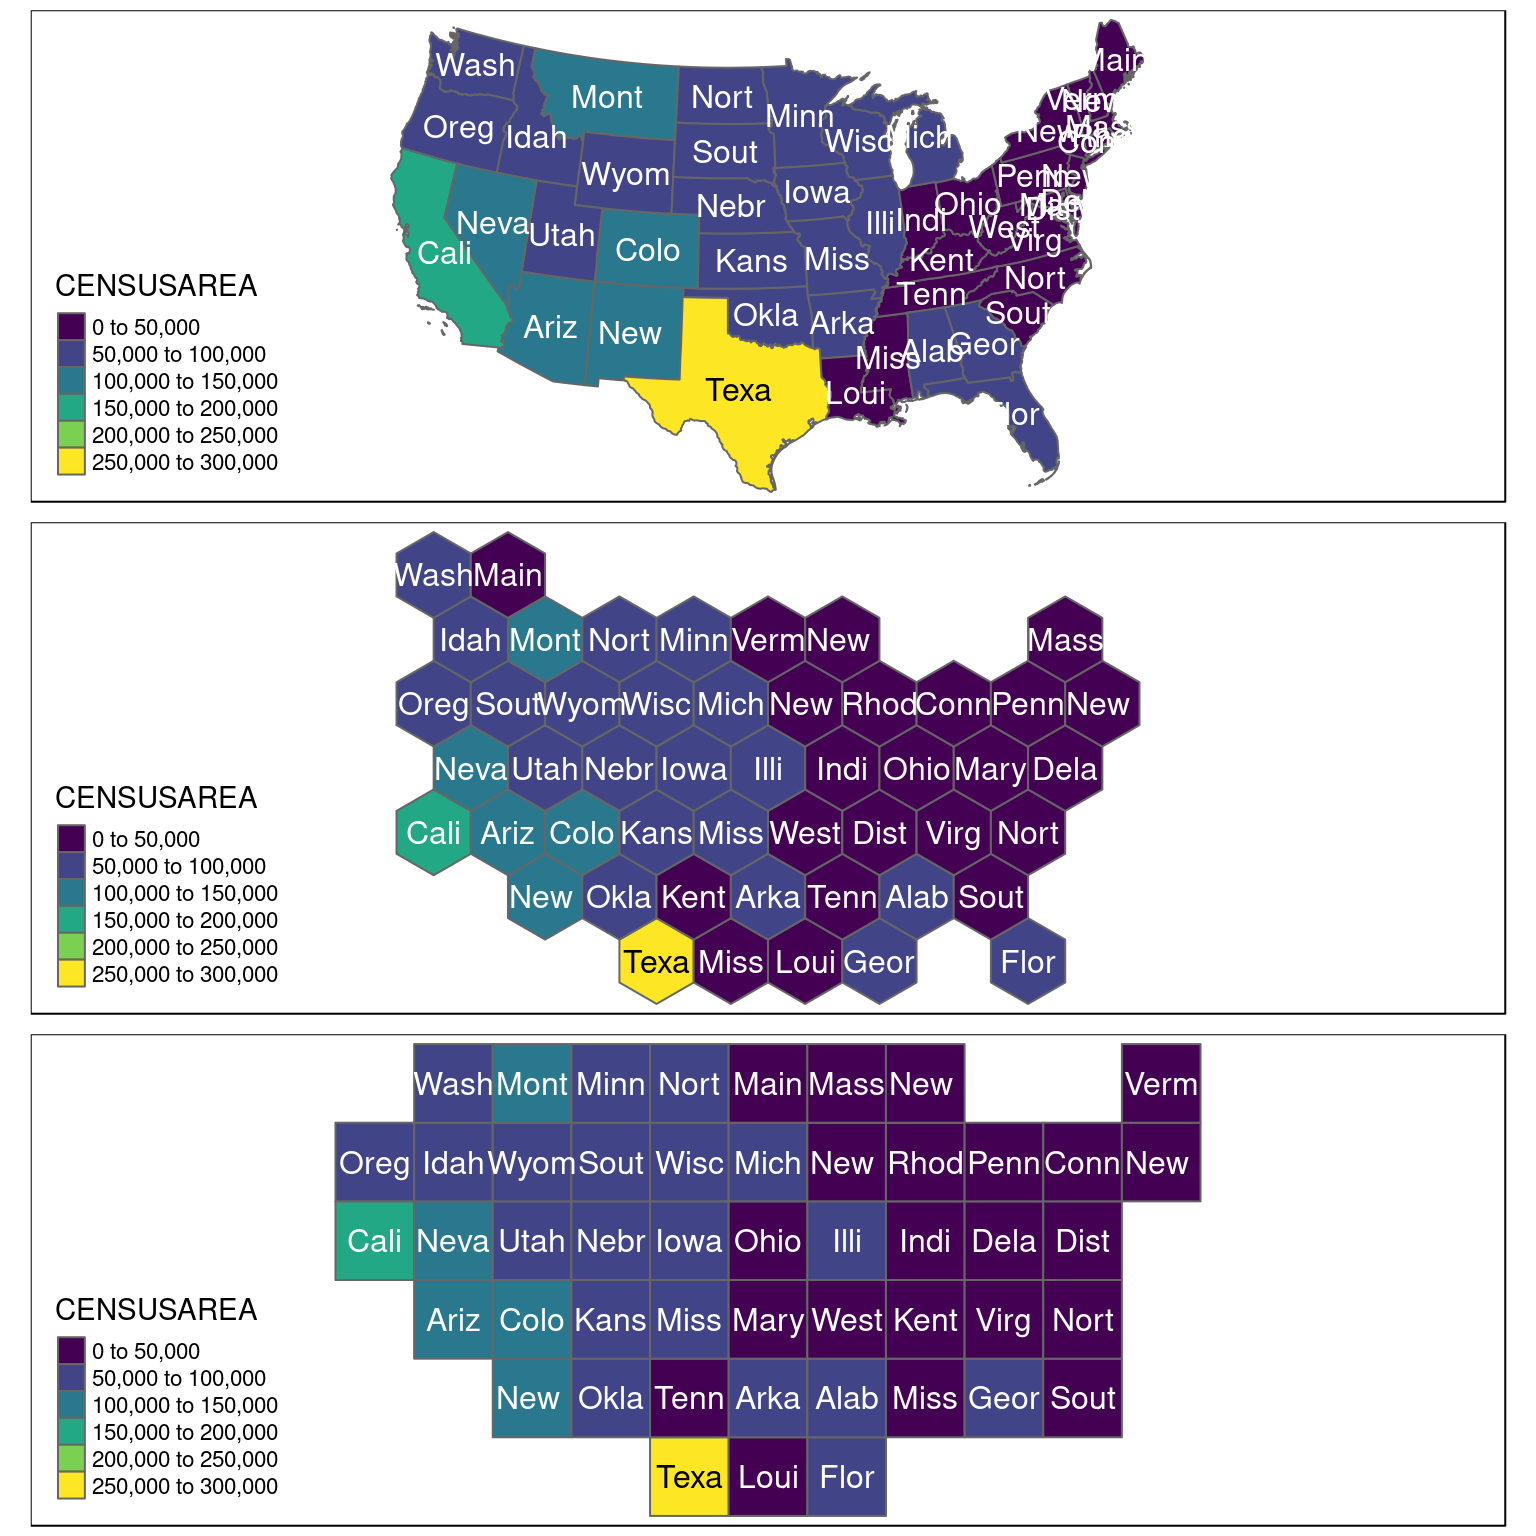 Wash
Mont
Nort
Minn
Main
Oreg
Idah
Wyom
Sout
Wisc
Mich
Iowa
Nebr
Penn
Ohio
Neva
Utah
Colo
Kans
Miss
Illi
Indi
West
Virg
Cali
Kent
Nort
Tenn
Sout
Ariz
New
Okla
Arka
Miss
Alab
Geor
Texa
Loui
lor
CENSUSAREA
0 to 50,000
50,000 to 100,000
100,000 to 150,000
150,000 to 200,000
200,000 to 250,000
250,000 to 300,000
Wash Main
Idah Mont Nort Minn Verm New Mass
Oreg Sout Wyom Wisc Mich New Rhod Conn Penn New
Neva Utah Nebr Iowa Illi Indi Ohio Mary Dela
Cali Ariz Colo Kans Miss West Dist Virg Nort
New Okla Kent Arka Tenn Alab Sout
Texa Miss Loui Geor Flor
CENSUSAREA
0 to 50,000
50,000 to 100,000
100,000 to 150,000
150,000 to 200,000
200,000 to 250,000
250,000 to 300,000
Wash Mont Minn Nort Main Mass New Verm
Oreg Idah Wyom Sout Wisc Mich New Rhod Penn Conn New
Cali Neva Utah Nebr Iowa Ohio Illi Indi Dela Dist
Ariz Colo Kans Miss Mary West Kent Virg Nort
New Okla Tenn Arka Alab Miss Geor Sout
Texa Loui Flor
CENSUSAREA
0 to 50,000
50,000 to 100,000
100,000 to 150,000
150,000 to 200,000
200,000 to 250,000
250,000 to 300,000